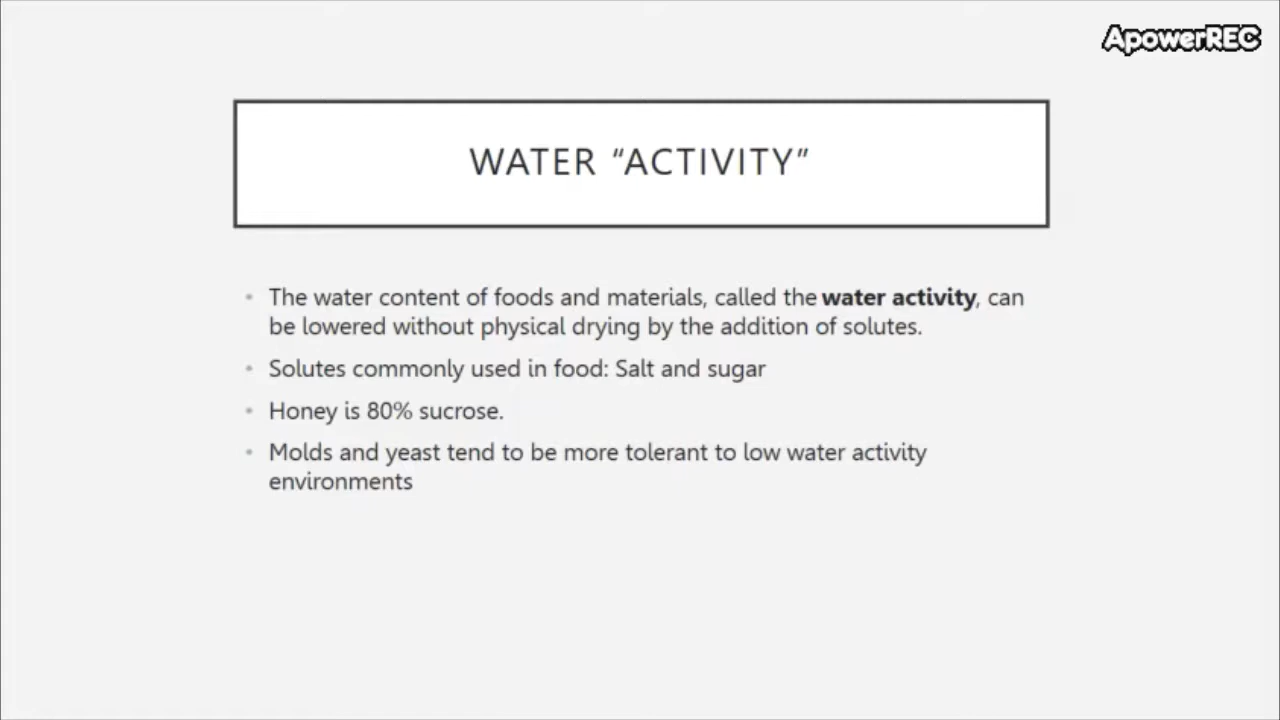 ApowerREC
WATER “ACTIVITY”
• The water content of foods and materials, called the water activity, can
be lowered without physical drying by the addition of solutes.
• Solutes commonly used in food: Salt and sugar
• Honey is 80% sucrose.
• Molds and yeast tend to be more tolerant to low water activity
environments